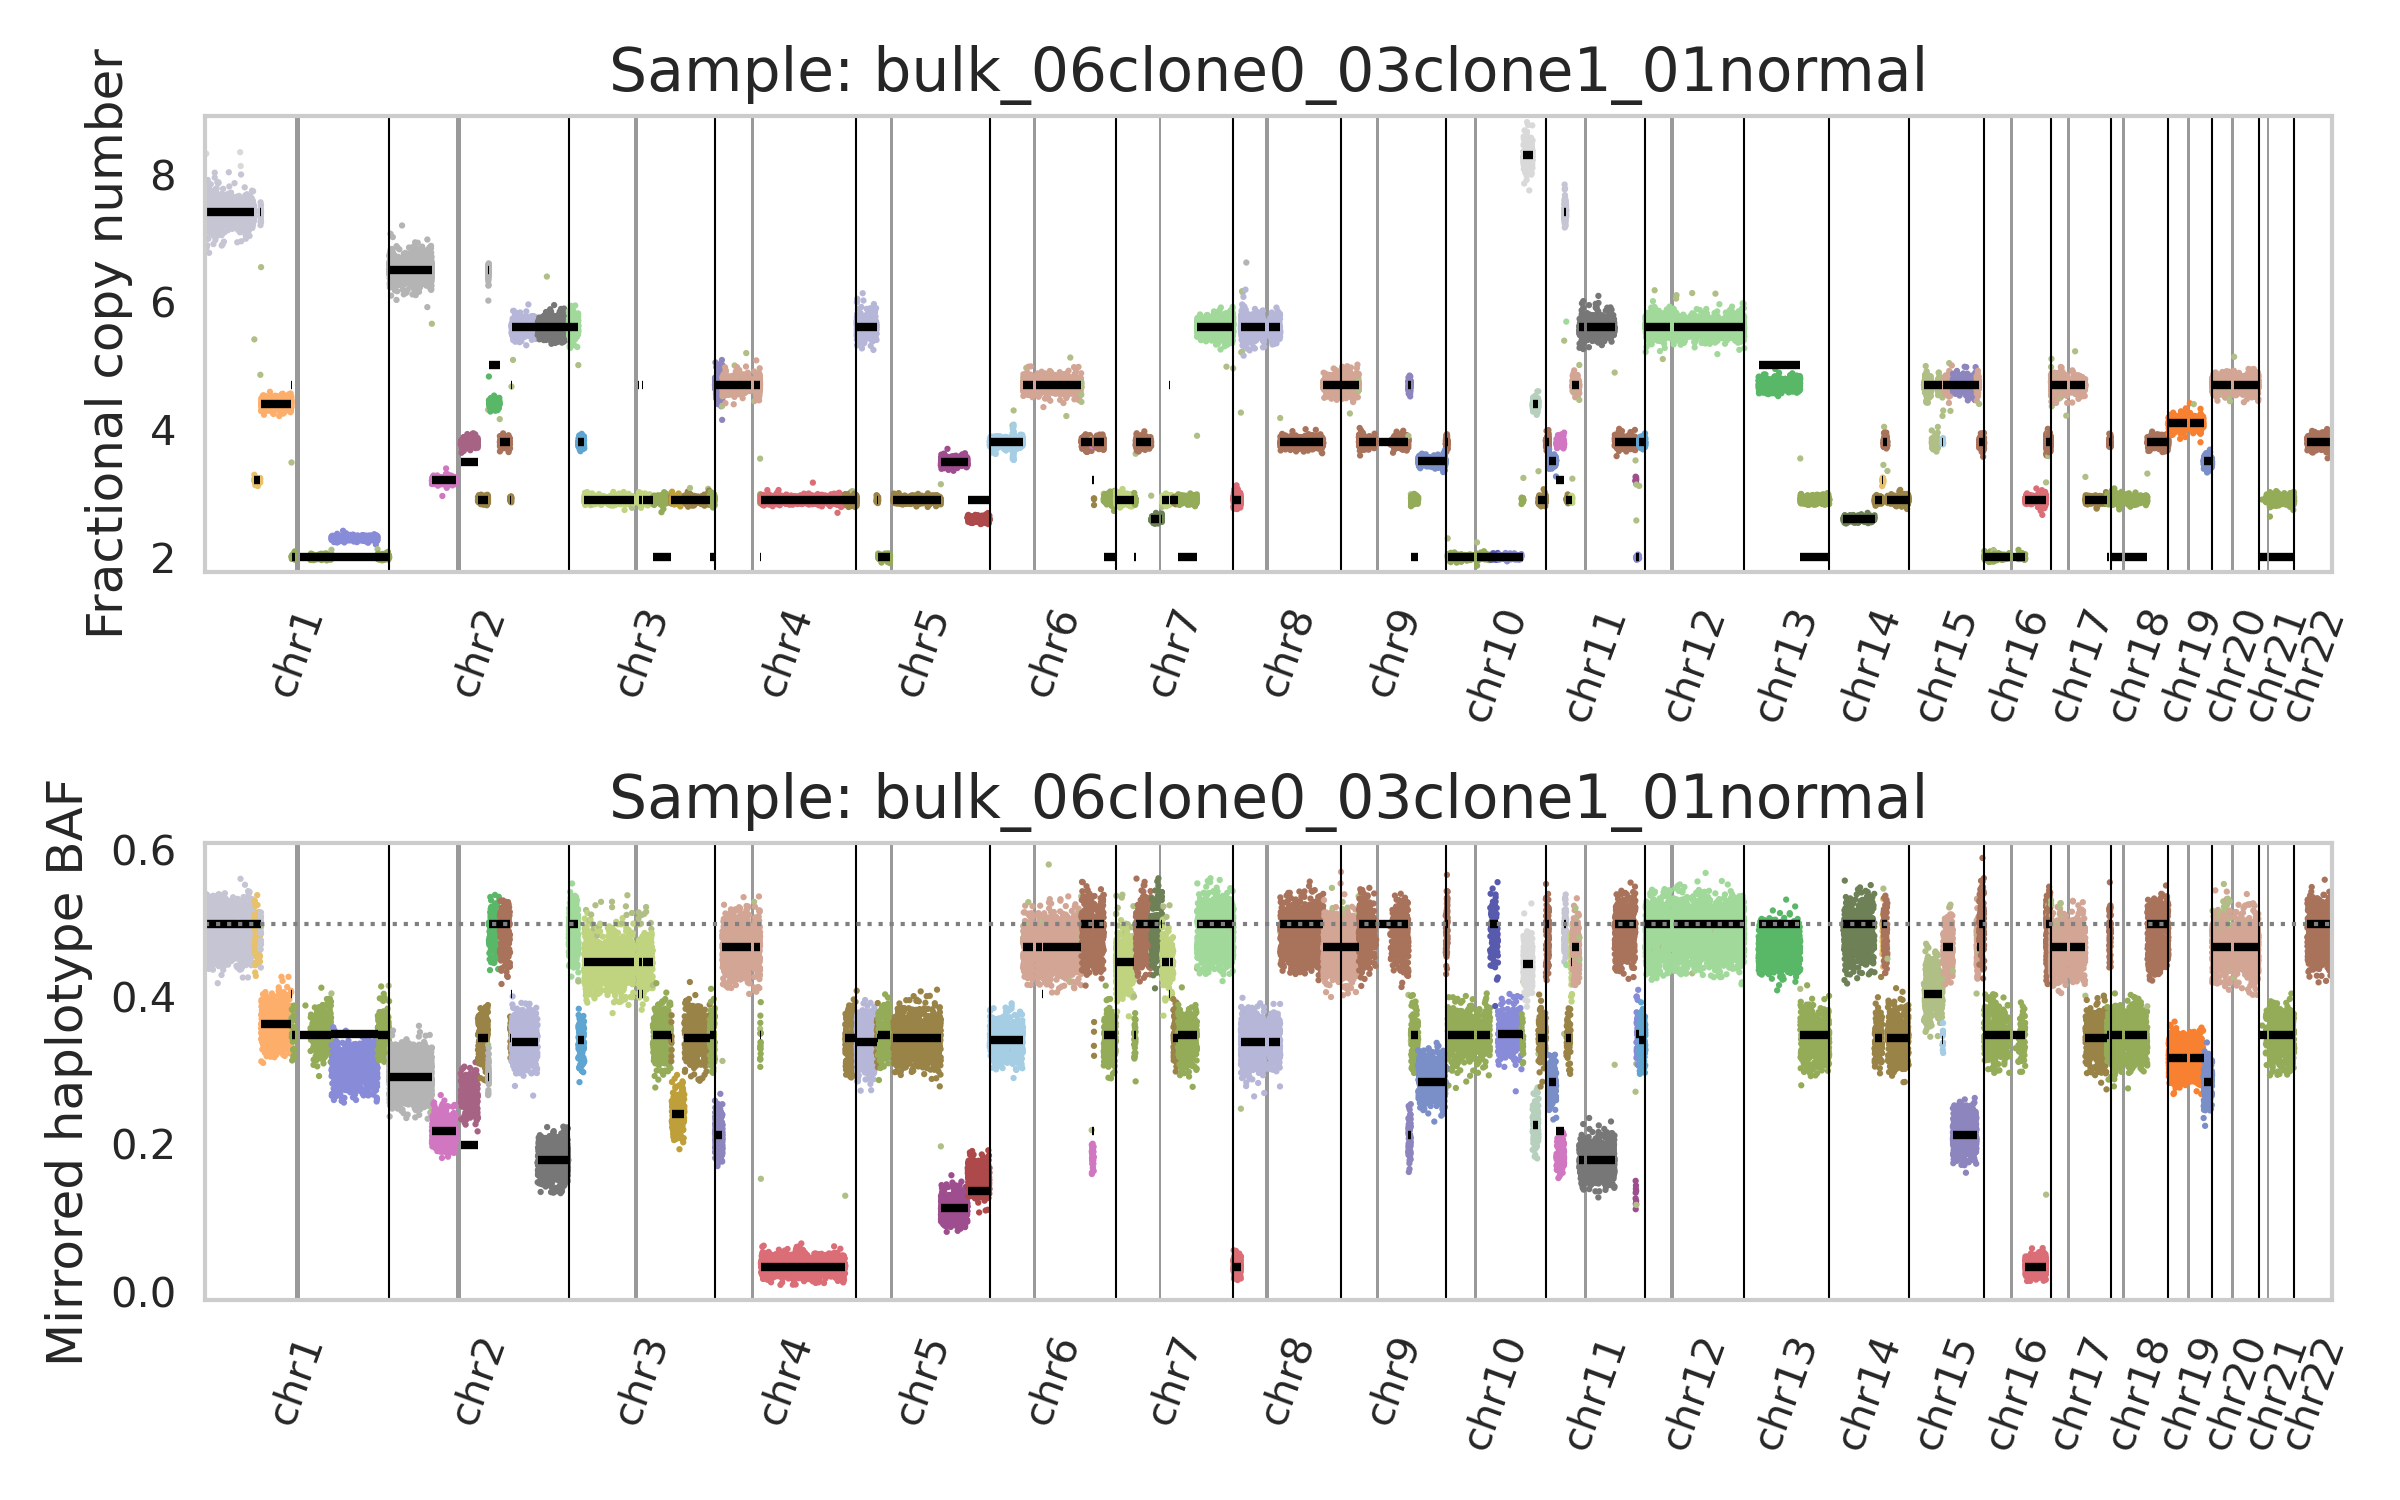 Sample: bulk_06clone0_03clone1_01normal
Fractional copy number
8
6
4
2
chr1
chr2
chr3
chr4
chr5
chr6
chr7
chr8
chr9
chr10
chr11
chr12
chr13
chr14
chr15
chr16
chr17
chr18
chr19
chr20
chr21
chr22
Sample: bulk_06clone0_03clone1_01normal
Mirrored haplotype BAF
0.6
0.4
0.2
0.0
chr1
chr2
chr3
chr4
chr5
chr6
chr7
chr8
chr9
chr10
chr11
chr12
chr13
chr14
chr15
chr16
chr17
chr18
chr19
chr20
chr21
chr22